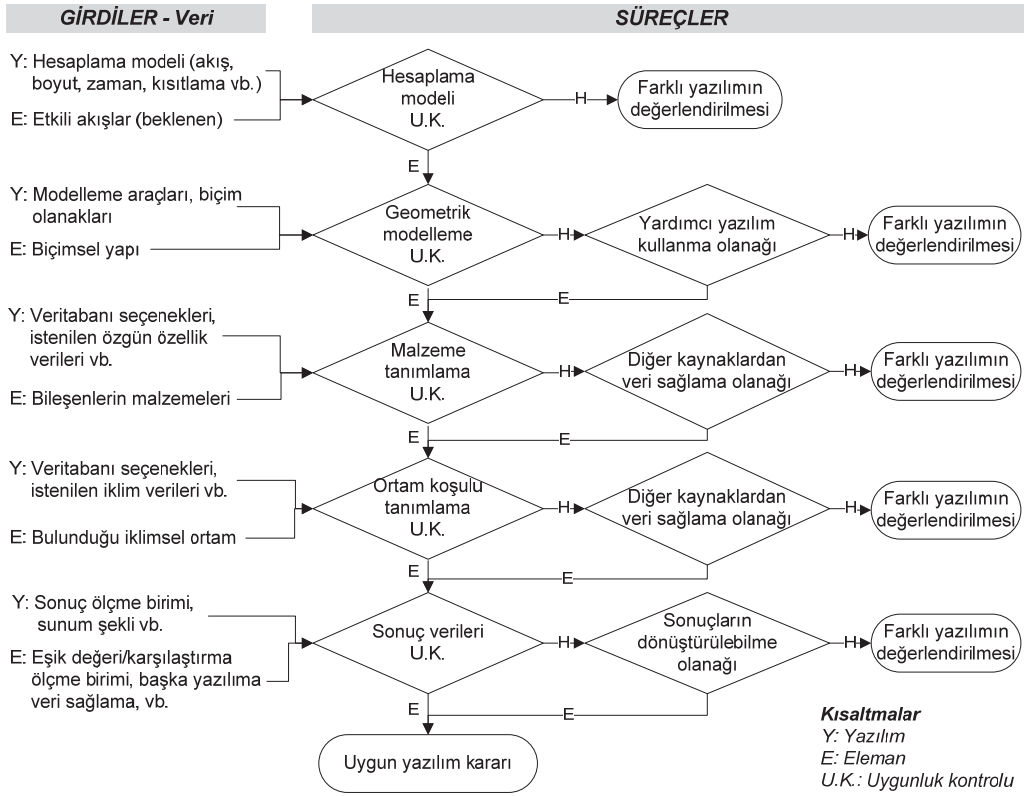 GİRDİLER - Veri
SÜREÇLER
Y: Hesaplama modeli (akış,
boyut, zaman, kısıtlama vb.)
E: Etkili akışlar (beklenen)
Hesaplama
modeli
U.K.
H
Farklı yazılımın
değerlendirilmesi
E
Y: Modelleme araçları, biçim
olanakları
E: Biçimsel yapı
Geometrik
modelleme
U.K.
H
Yardımcı yazılım
kullanma olanağı
H
Farklı yazılımın
değerlendirilmesi
E
E
Y: Veritabanı seçenekleri,
istenilen özgün özellik
verileri vb.
E: Bileşenlerin malzemeleri
Malzeme
tanımlama
U.K.
H
Diğer kaynaklardan
veri sağlama olanağı
H
Farklı yazılımın
değerlendirilmesi
E
E
Y: Veritabanı seçenekleri,
istenilen iklim verileri vb.
E: Bulunduğu iklimsel ortam
Ortam koşulu
tanımlama
U.K.
H
Diğer kaynaklardan
veri sağlama olanağı
H
Farklı yazılımın
değerlendirilmesi
E
E
Y: Sonuç ölçme birimi,
sunum şekli vb.
E: Eşik değeri/karşılaştırma
ölçme birimi, başka yazılıma
veri sağlama, vb.
Sonuç verileri
U.K.
H
Sonuçların
dönüştürülebilme
olanağı
H
Farklı yazılımın
değerlendirilmesi
E
E
Uygun yazılım kararı
Kısaltmalar
Y: Yazılım
E: Eleman
U.K.: Uygunluk kontrolu